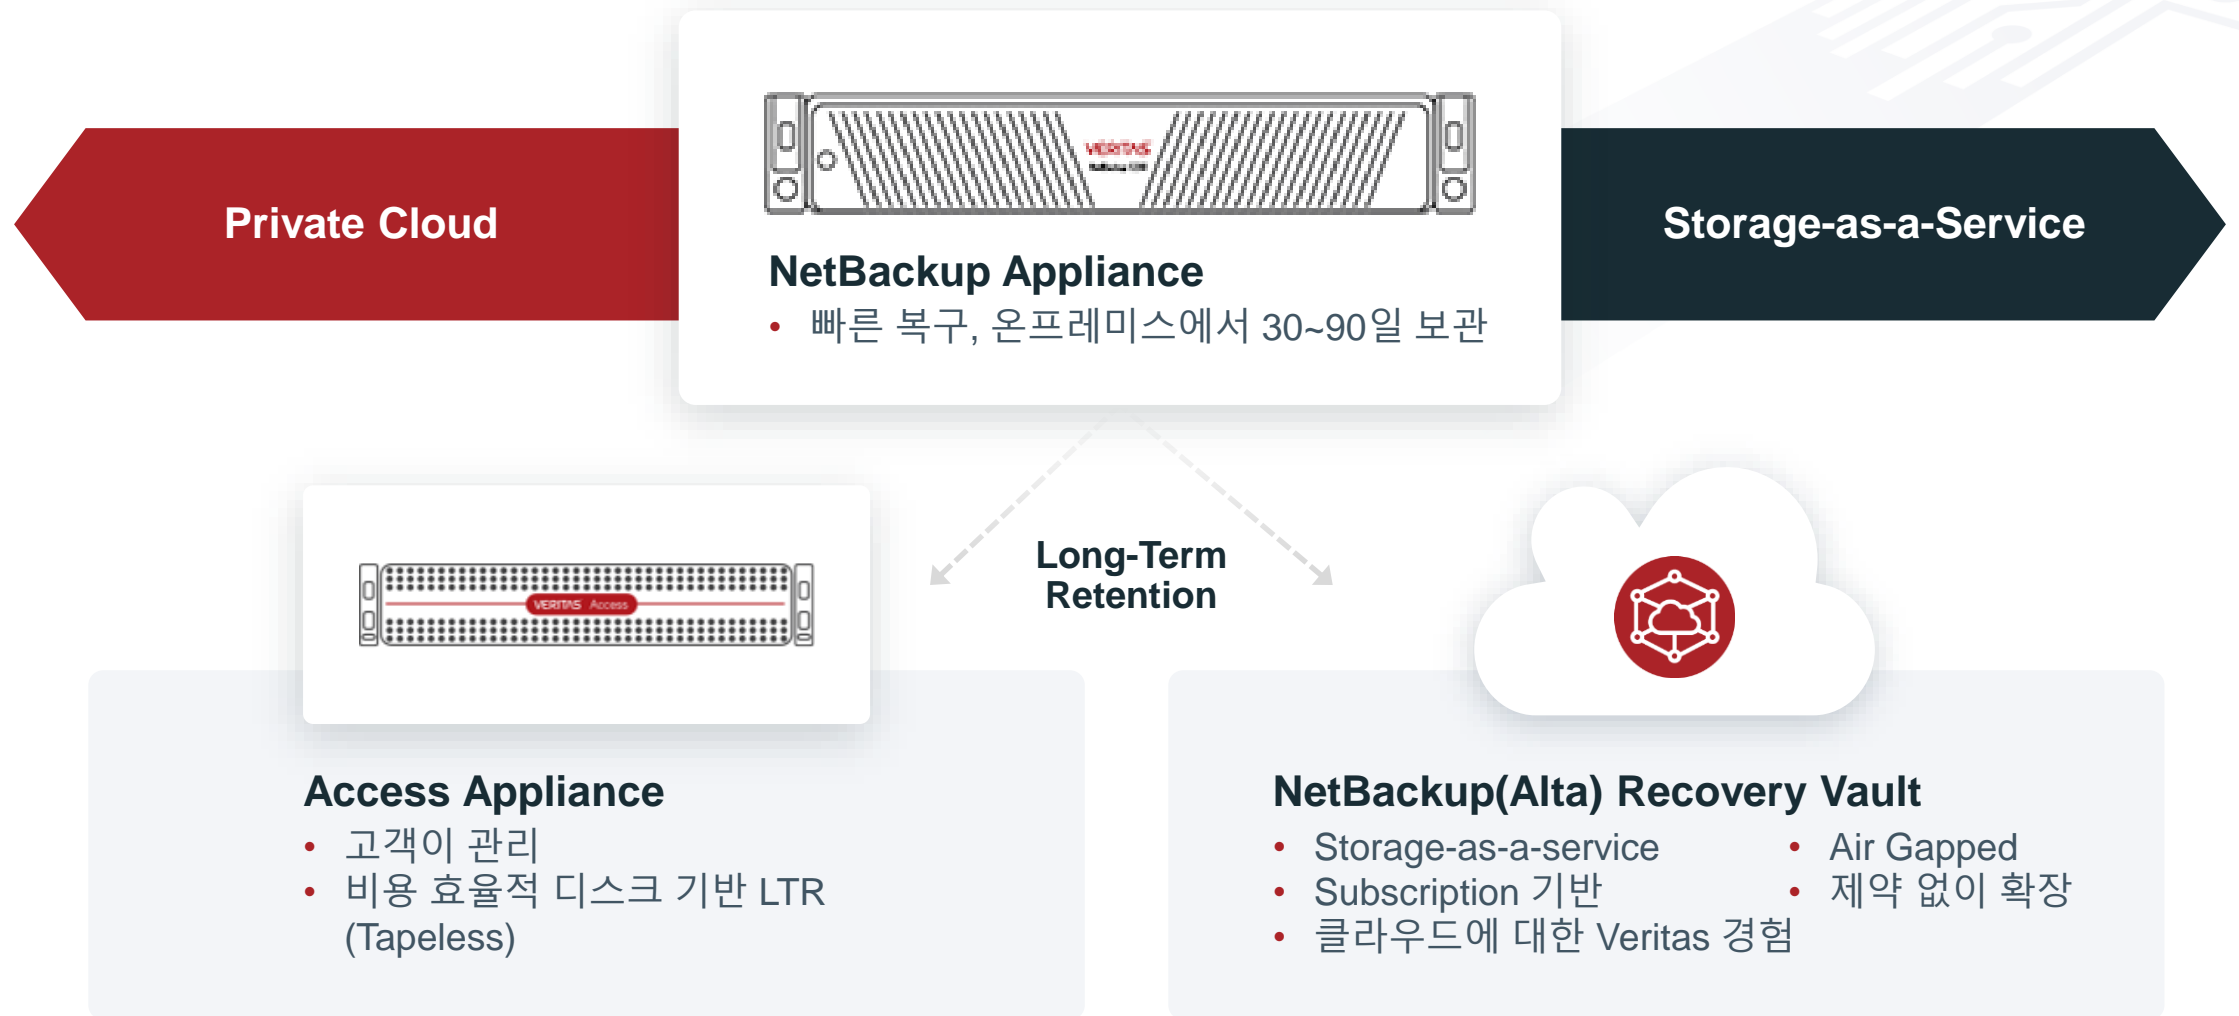 VERITAS
Private Cloud
Storage-as-a-Service
NetBackup Appliance
• 빠른 복구, 온프레미스에서 30~90일 보관
Long-Term
Retention
VERITAS Access
Access Appliance
• 고객이 관리
• 비용 효율적 디스크 기반 LTR
(Tapeless)
NetBackup(Alta) Recovery Vault
• Storage-as-a-service
• Subscription 기반
• 클라우드에 대한 Veritas 경험
• Air Gapped
• 제약 없이 확장